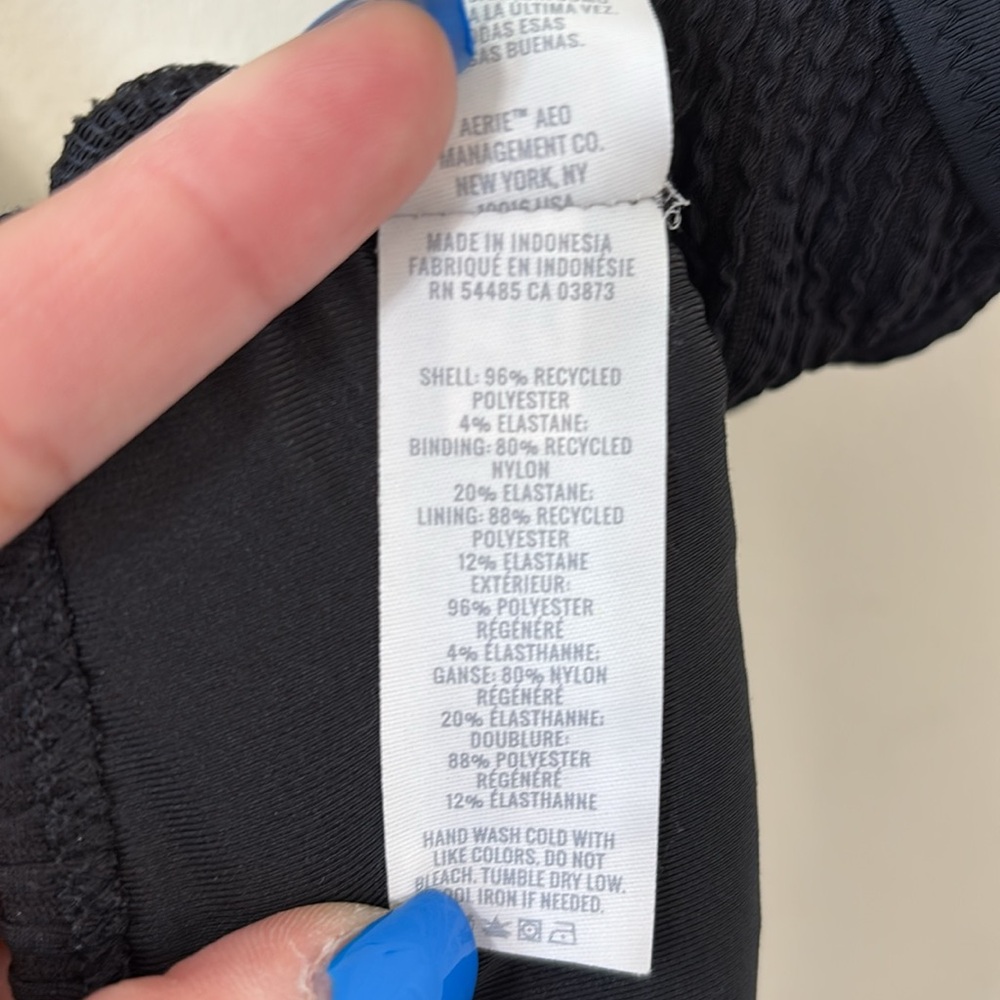 A LA ÚLTIMA VEZ.
ESAS
BUENAS.
AERIE™ AEO
MANAGEMENT CO.
NEW YORK, NY
10016 USA
MADE IN INDONESIA
FABRIQUÉ EN INDONÉSIE
RN 54485 CA 03873
SHELL: 96% RECYCLED
POLYESTER
4% ELASTANE;
BINDING: 80% RECYCLED
NYLON
20% ELASTANE;
LINING: 88% RECYCLED
POLYESTER
12% ELASTANE
EXTÉRIEUR:
96% POLYESTER
RÉGÉNÉRÉ
4% ÉLASTHANNE;
GANSE: 80% NYLON
RÉGÉNÉRÉ
20% ÉLASTHANNE;
DOUBLURE:
88% POLYESTER
RÉGÉNÉRÉ
12% ÉLASTHANNE
HAND WASH COLD WITH
LIKE COLORS. DO NOT
BLEACH. TUMBLE DRY LOW.
IRON IF NEEDED.